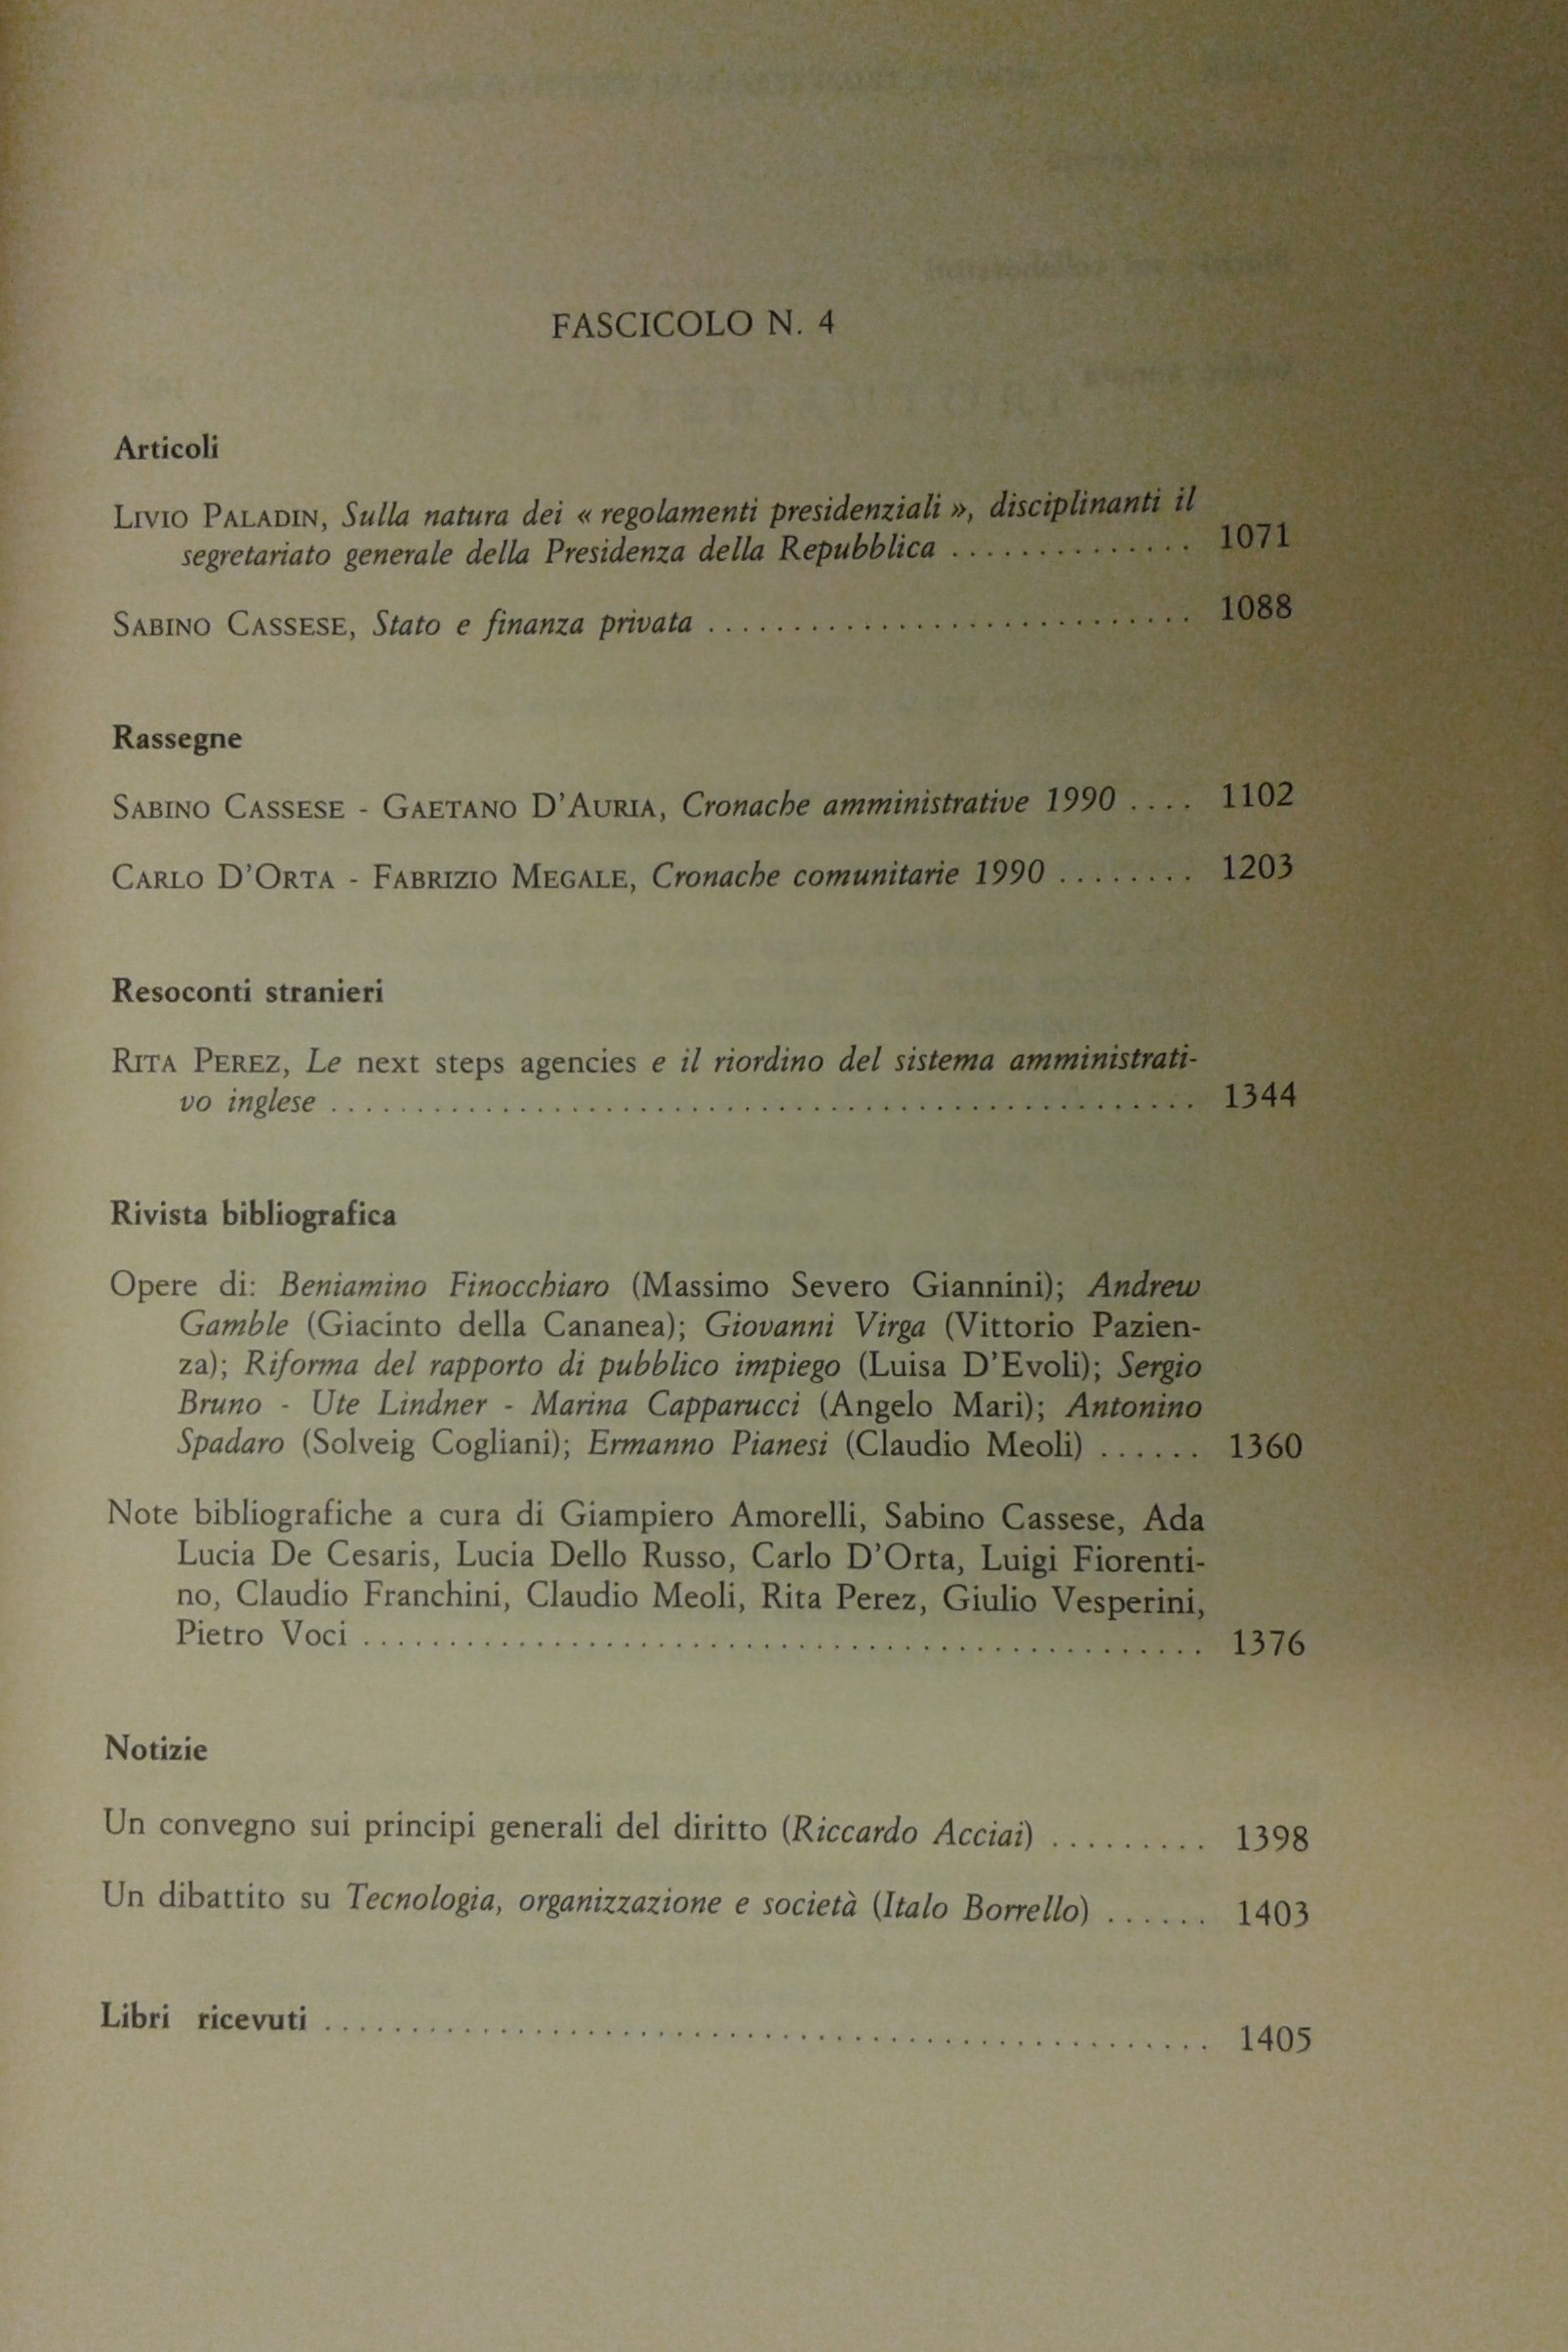 FASCICOLO N. 4
Articoli
LIVIO PALADIN, Sulla natura dei « regolamenti presidenziali », disciplinanti il
segretariato generale della Presidenza della Repubblica .............. 1071
SABINO CASSESE, Stato e finanza privata ............................ 1088
Rassegne
SABINO CASSESE - GAETANO D'AURIA, Cronache amministrative 1990 .... 1102
CARLO D'ORTA - FABRIZIO MEGALE, Cronache comunitarie 1990 ........ 1203
Resoconti stranieri
RITA PEREZ, Le next steps agencies e il riordino del sistema amministrati-
vo inglese .................................................. 1344
Rivista bibliografica
Opere di: Beniamino Finocchiaro (Massimo Severo Giannini); Andrew
Gamble (Giacinto della Cananea); Giovanni Virga (Vittorio Pazien-
za); Riforma del rapporto di pubblico impiego (Luisa D'Evoli); Sergio
Bruno - Ute Lindner - Marina Capparucci (Angelo Mari); Antonino
Spadaro (Solveig Cogliani); Ermanno Pianesi (Claudio Meoli) ...... 1360
Note bibliografiche a cura di Giampiero Amorelli, Sabino Cassese, Ada
Lucia De Cesaris, Lucia Dello Russo, Carlo D'Orta, Luigi Fiorenti-
no, Claudio Franchini, Claudio Meoli, Rita Perez, Giulio Vesperini,
Pietro Voci ................................................ 1376
Notizie
Un convegno sui principi generali del diritto (Riccardo Acciai) ......... 1398
Un dibattito su Tecnologia, organizzazione e società (Italo Borrello) ...... 1403
Libri ricevuti .................................................. 1405